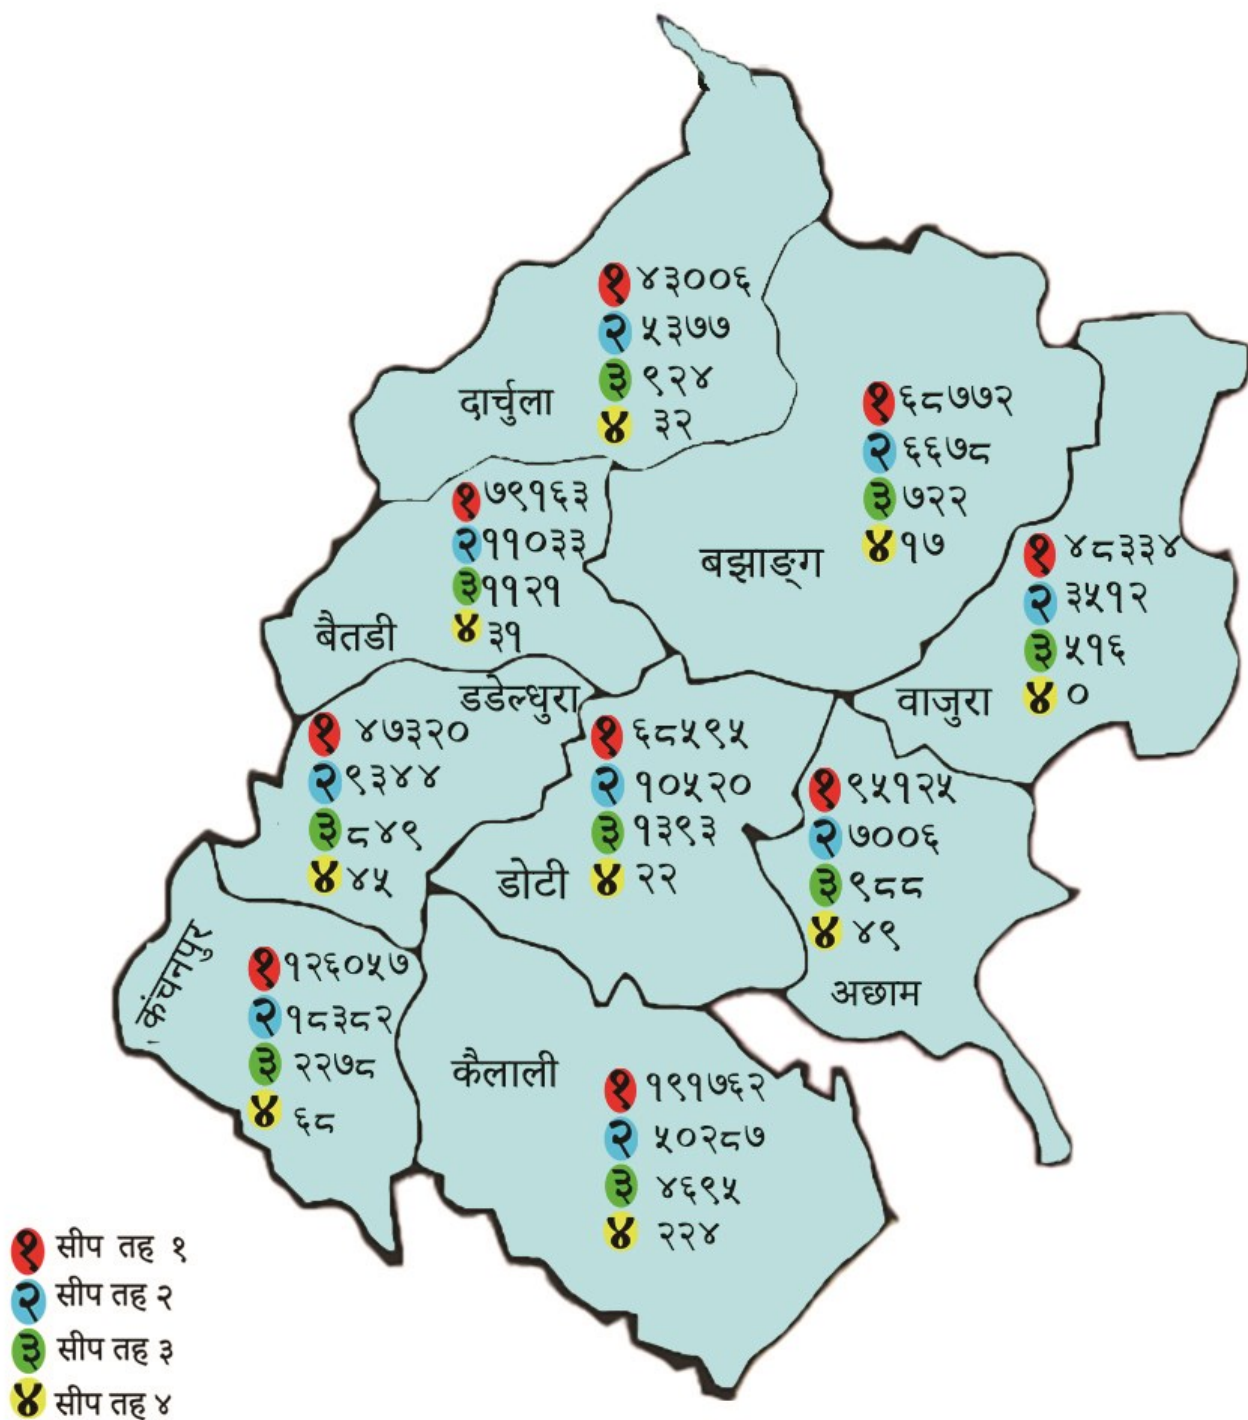 १ ४३००६
२ ५३७७
३ ९२४
४ ३२
दार्चुला
१ ६८७७२
२ ६६७८
३ ७२२
४ १७
बझाङ्ग
१ ७९१६३
२ ११०३३
३ ११२१
४ ३१
बैतडी
१ ४८३३४
२ ३५१२
३ ५१६
४ ०
वाजुरा
डडेल्धुरा
१ ४७३२०
२ ९३४४
३ ८४९
४ ४५
१ ६८५९५
२ १०५२०
३ १३९३
४ २२
डोटी
१ ९५१२५
२ ७००६
३ ९८८
४ ४९
अछाम
कंचनपुर
१ १२६०५७
२ १८३८२
३ २२७८
४ ६८
कैलाली
१ १९१७६२
२ ५०२८७
३ ४६९५
४ २२४
१ सीप तह १
२ सीप तह २
३ सीप तह ३
४ सीप तह ४